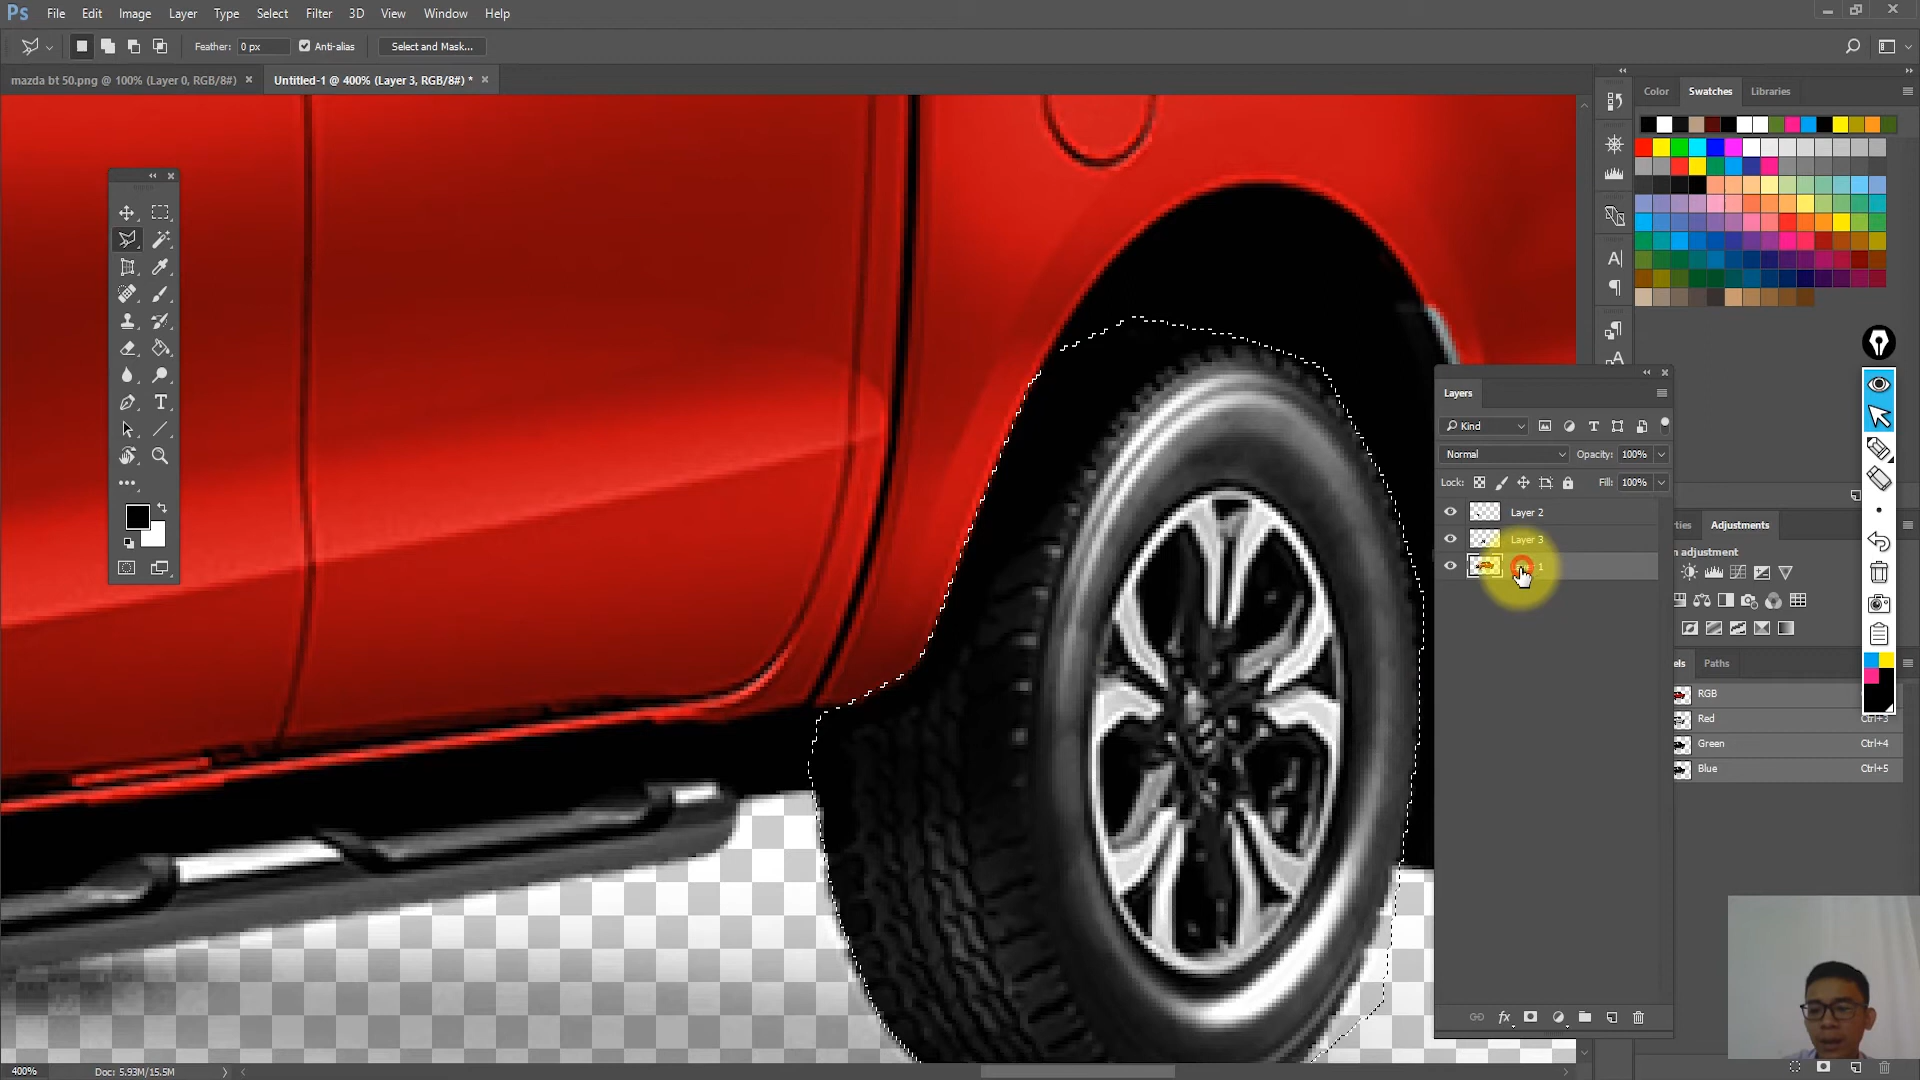 Ps File Edit Image Layer Type Select Filter 3D View Window Help
Feather: 0 px Anti-alias Select and Mask...
mazda bt 50.png @ 100% (Layer 0, RGB/8#) × Untitled-1 @ 400% (Layer 3, RGB/8#) * ×
Color Swatches Libraries
Layers
Kind
Normal Opacity: 100%
Lock: Fill: 100%
Layer 2
Layer 3
1
Adjustments
adjustment
Paths
RGB
Red Ctrl+3
Green Ctrl+4
Blue Ctrl+5
400% Doc: 5.93M/15.5M